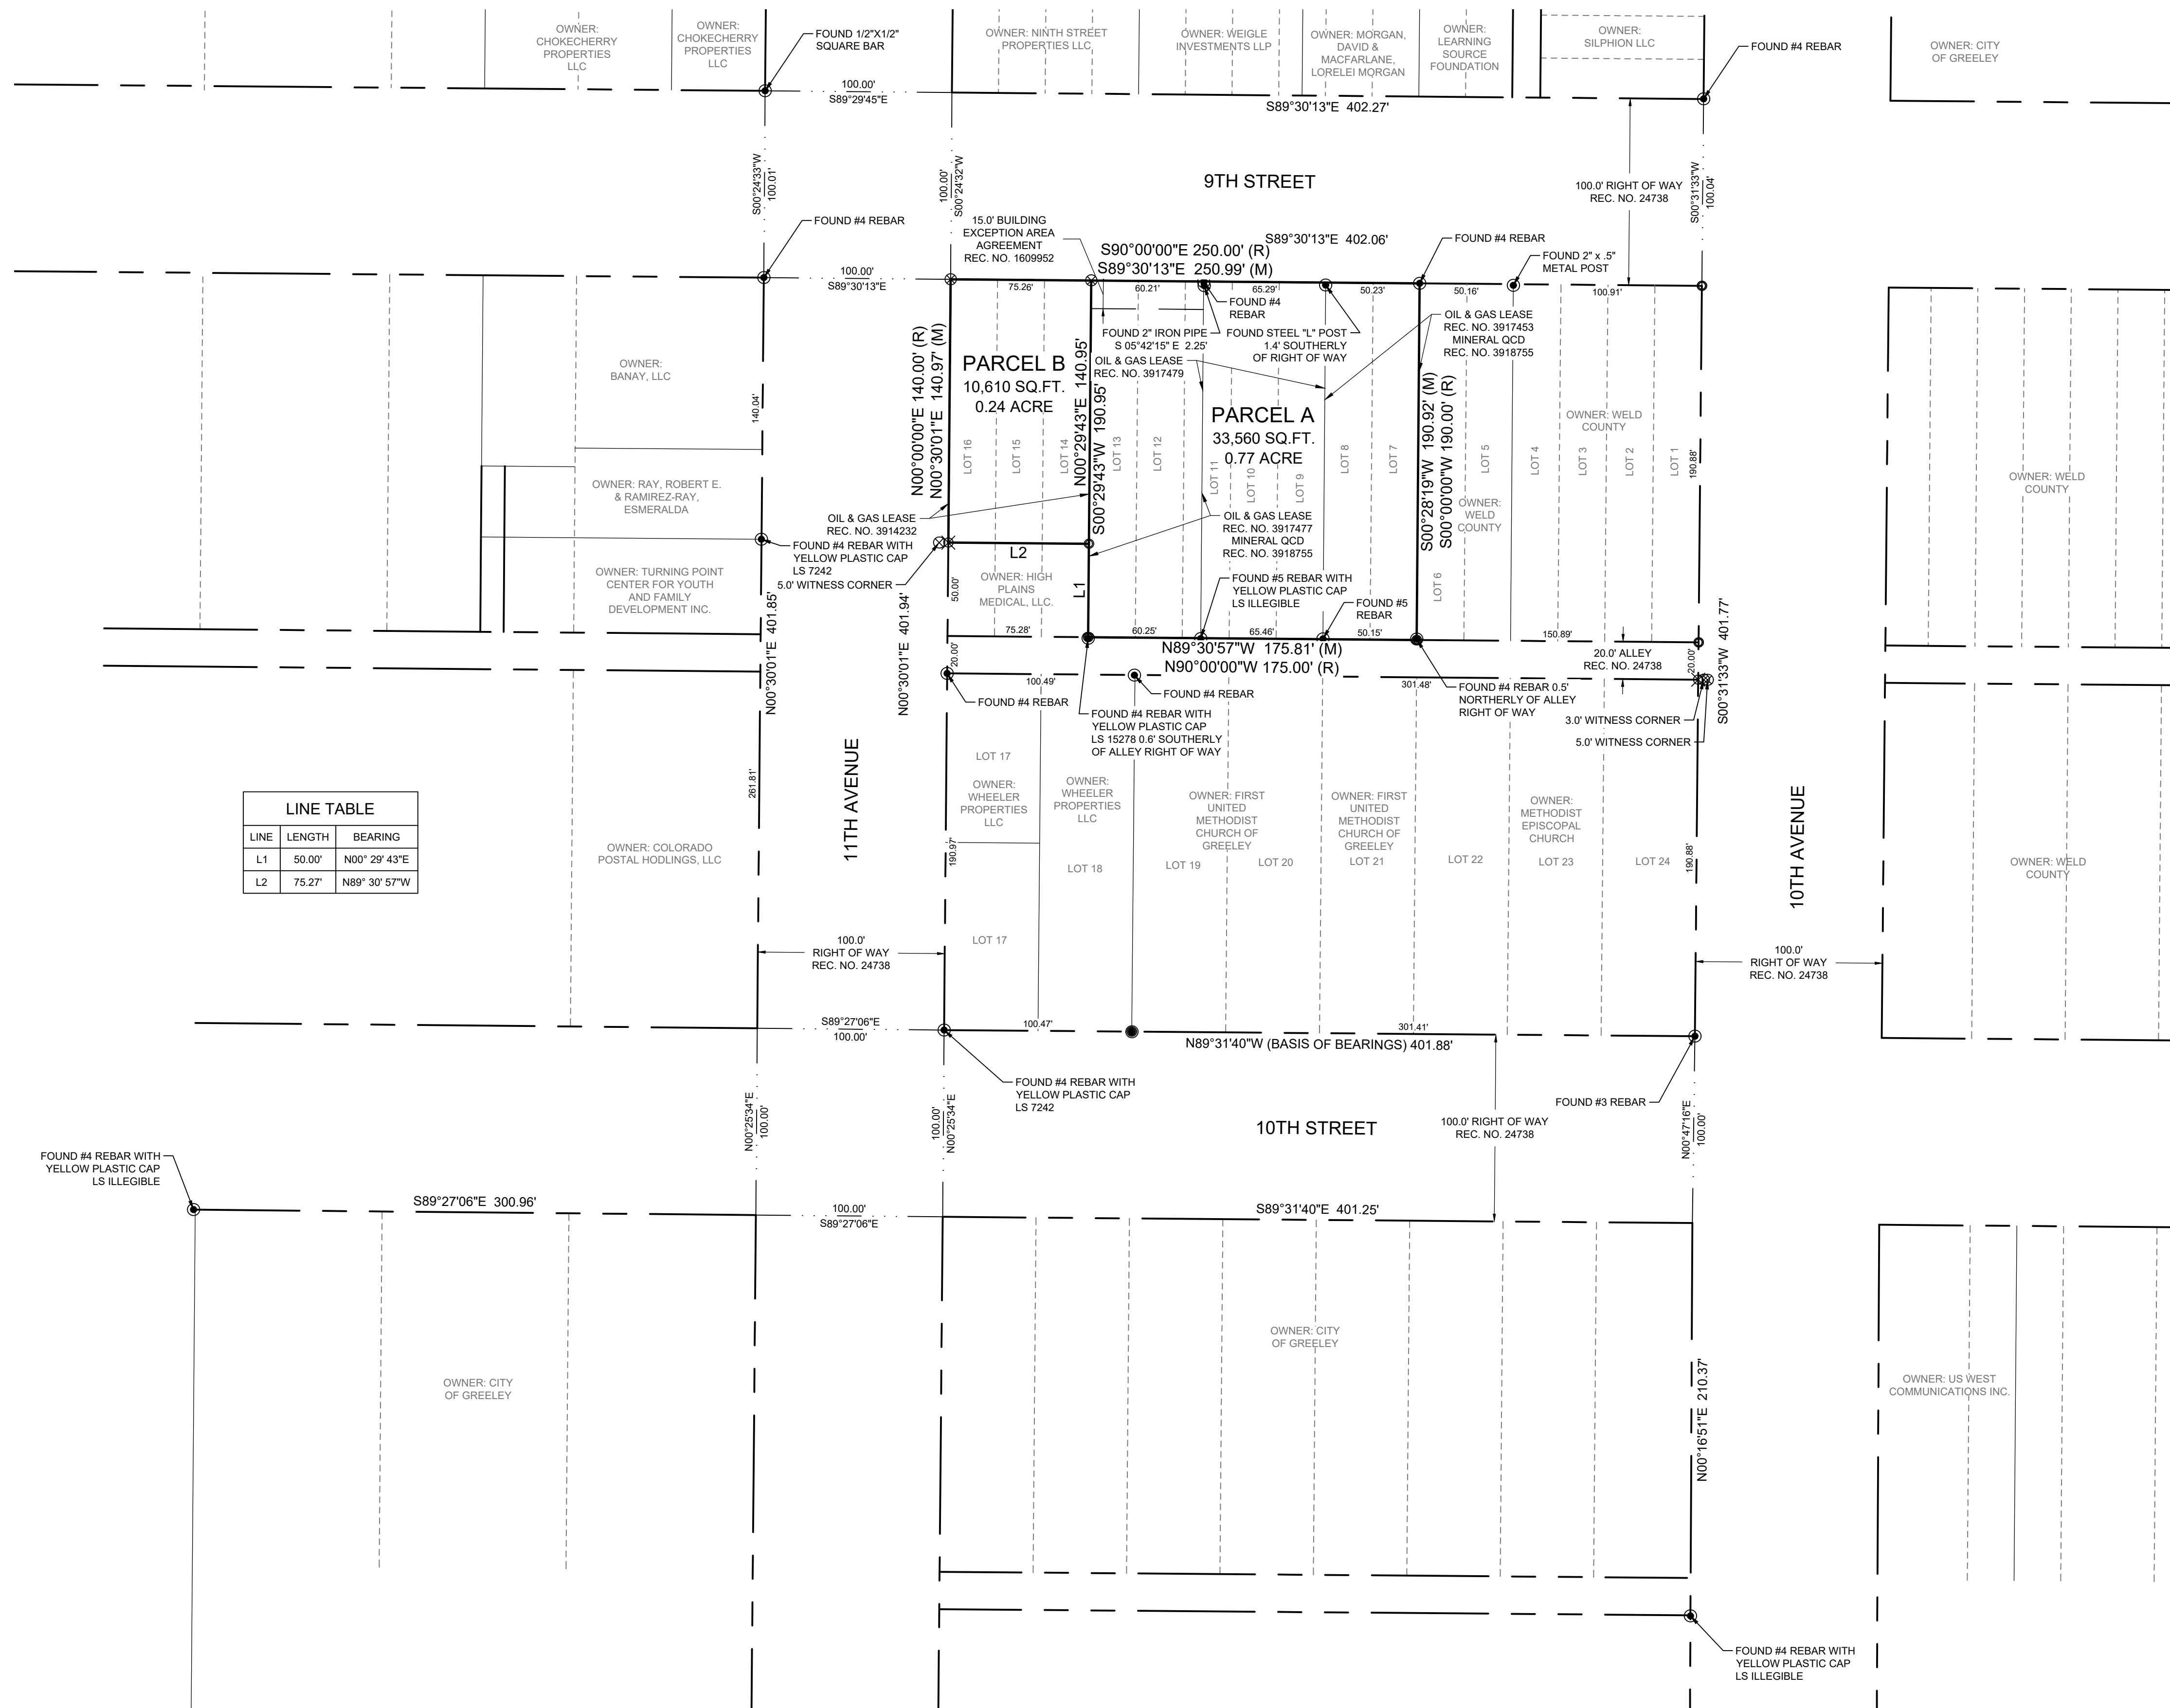 OWNER:
CHOKECHERRY
PROPERTIES
LLC
OWNER:
CHOKECHERRY
PROPERTIES
LLC
FOUND 1/2"X1/2"
SQUARE BAR
OWNER: NINTH STREET
PROPERTIES LLC
OWNER: WEIGLE
INVESTMENTS LLP
OWNER: MORGAN,
DAVID &
MACFARLANE,
LORELEI MORGAN
OWNER:
LEARNING
SOURCE
FOUNDATION
OWNER:
SILPHION LLC
FOUND #4 REBAR
OWNER: CITY
OF GREELEY
100.00'
S89°29'45"E
S89°30'13"E 402.27'
S00°24'33"W
100.01'
100.00'
S00°24'32"W
9TH STREET
100.0' RIGHT OF WAY
REC. NO. 24738
S00°31'33"W
100.04'
FOUND #4 REBAR
15.0' BUILDING
EXCEPTION AREA
AGREEMENT
REC. NO. 1609952
S90°00'00"E 250.00' (R)
S89°30'13"E 250.99' (M)
S89°30'13"E 402.06'
FOUND #4 REBAR
FOUND 2" x .5"
METAL POST
100.00'
S89°30'13"E
75.26'
60.21'
65.29'
50.23'
50.16'
100.91'
FOUND #4
REBAR
FOUND 2" IRON PIPE
S 05°42'15" E 2.25'
FOUND STEEL "L" POST
1.4' SOUTHERLY
OF RIGHT OF WAY
OIL & GAS LEASE
REC. NO. 3917453
MINERAL QCD
REC. NO. 3918755
OIL & GAS LEASE
REC. NO. 3917479
OWNER:
BANAY, LLC
140.04'
N00°00'00"E 140.00' (R)
N00°30'01"E 140.97' (M)
PARCEL B
10,610 SQ.FT.
0.24 ACRE
N00°29'43"E 140.95'
S00°29'43"W 190.95'
PARCEL A
33,560 SQ.FT.
0.77 ACRE
S00°28'19"W 190.92' (M)
S00°00'00"W 190.00' (R)
OWNER: WELD
COUNTY
LOT 16
LOT 15
LOT 14
LOT 13
LOT 12
LOT 11
LOT 10
LOT 9
LOT 8
LOT 7
LOT 6
LOT 5
LOT 4
LOT 3
LOT 2
LOT 1
190.88'
OWNER: WELD
COUNTY
OWNER: RAY, ROBERT E.
& RAMIREZ-RAY,
ESMERALDA
OWNER:
WELD
COUNTY
OIL & GAS LEASE
REC. NO. 3914232
OIL & GAS LEASE
REC. NO. 3917477
MINERAL QCD
REC. NO. 3918755
FOUND #4 REBAR WITH
YELLOW PLASTIC CAP
LS 7242
5.0' WITNESS CORNER
L2
L1
OWNER: TURNING POINT
CENTER FOR YOUTH
AND FAMILY
DEVELOPMENT INC.
OWNER: HIGH
PLAINS
MEDICAL, LLC.
50.00'
FOUND #5 REBAR WITH
YELLOW PLASTIC CAP
LS ILLEGIBLE
FOUND #5
REBAR
75.28'
60.25'
65.46'
50.15'
150.89'
N89°30'57"W 175.81' (M)
N90°00'00"W 175.00' (R)
20.0' ALLEY
REC. NO. 24738
20.00'
20.00'
N00°30'01"E 401.85'
N00°30'01"E 401.94'
S00°31'33"W 401.77'
100.49'
301.48'
FOUND #4 REBAR
FOUND #4 REBAR
FOUND #4 REBAR WITH
YELLOW PLASTIC CAP
LS 15278 0.6' SOUTHERLY
OF ALLEY RIGHT OF WAY
FOUND #4 REBAR 0.5'
NORTHERLY OF ALLEY
RIGHT OF WAY
3.0' WITNESS CORNER
5.0' WITNESS CORNER
LINE TABLE
LINE LENGTH BEARING
L1 50.00' N00° 29' 43"E
L2 75.27' N89° 30' 57"W
261.81'
11TH AVENUE
10TH AVENUE
LOT 17
OWNER:
WHEELER
PROPERTIES
LLC
OWNER:
WHEELER
PROPERTIES
LLC
OWNER: FIRST
UNITED
METHODIST
CHURCH OF
GREELEY
OWNER: FIRST
UNITED
METHODIST
CHURCH OF
GREELEY
OWNER:
METHODIST
EPISCOPAL
CHURCH
OWNER: COLORADO
POSTAL HODLINGS, LLC
190.97'
LOT 18
LOT 19
LOT 20
LOT 21
LOT 22
LOT 23
LOT 24
190.88'
OWNER: WELD
COUNTY
LOT 17
100.0'
RIGHT OF WAY
REC. NO. 24738
100.0'
RIGHT OF WAY
REC. NO. 24738
S89°27'06"E
100.00'
100.47'
301.41'
N89°31'40"W (BASIS OF BEARINGS) 401.88'
FOUND #4 REBAR WITH
YELLOW PLASTIC CAP
LS 7242
FOUND #3 REBAR
N00°25'34"E
100.00'
100.00'
N00°25'34"E
10TH STREET
100.0' RIGHT OF WAY
REC. NO. 24738
N00°47'16"E
100.00'
FOUND #4 REBAR WITH
YELLOW PLASTIC CAP
LS ILLEGIBLE
S89°27'06"E 300.96'
100.00'
S89°27'06"E
S89°31'40"E 401.25'
OWNER: CITY
OF GREELEY
OWNER: CITY
OF GREELEY
N00°16'51"E 210.37'
OWNER: US WEST
COMMUNICATIONS INC.
FOUND #4 REBAR WITH
YELLOW PLASTIC CAP
LS ILLEGIBLE